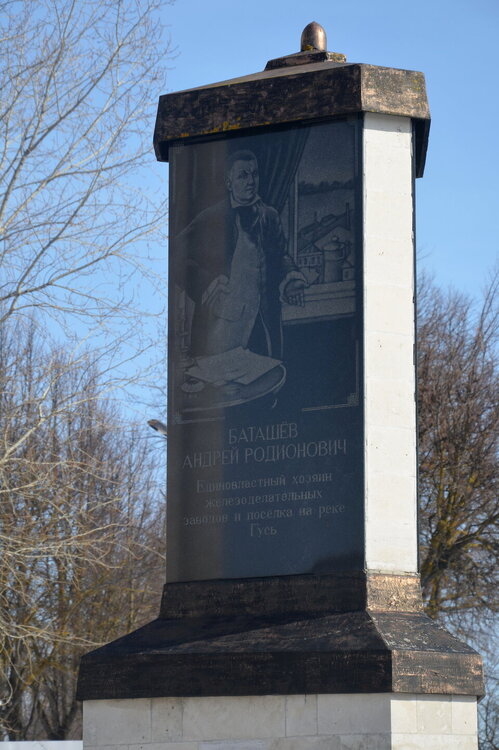 БАТАШЁВ
АНДРЕЙ РОДИОНОВИЧ
Единовластный хозяин
железоделательных
заводов и посёлка на реке
Гусь